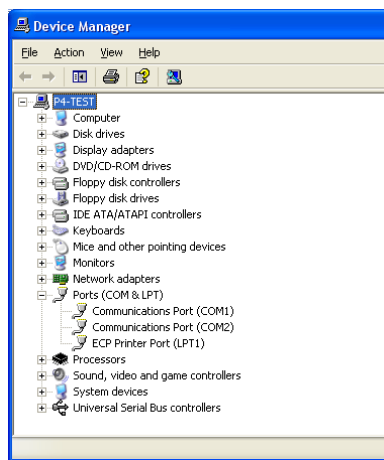 Device Manager
File Action View Help
P4-TEST
Computer
Disk drives
Display adapters
DVD/CD-ROM drives
Floppy disk controllers
Floppy disk drives
IDE ATA/ATAPI controllers
Keyboards
Mice and other pointing devices
Monitors
Network adapters
Ports (COM & LPT)
Communications Port (COM1)
Communications Port (COM2)
ECP Printer Port (LPT1)
Processors
Sound, video and game controllers
System devices
Universal Serial Bus controllers